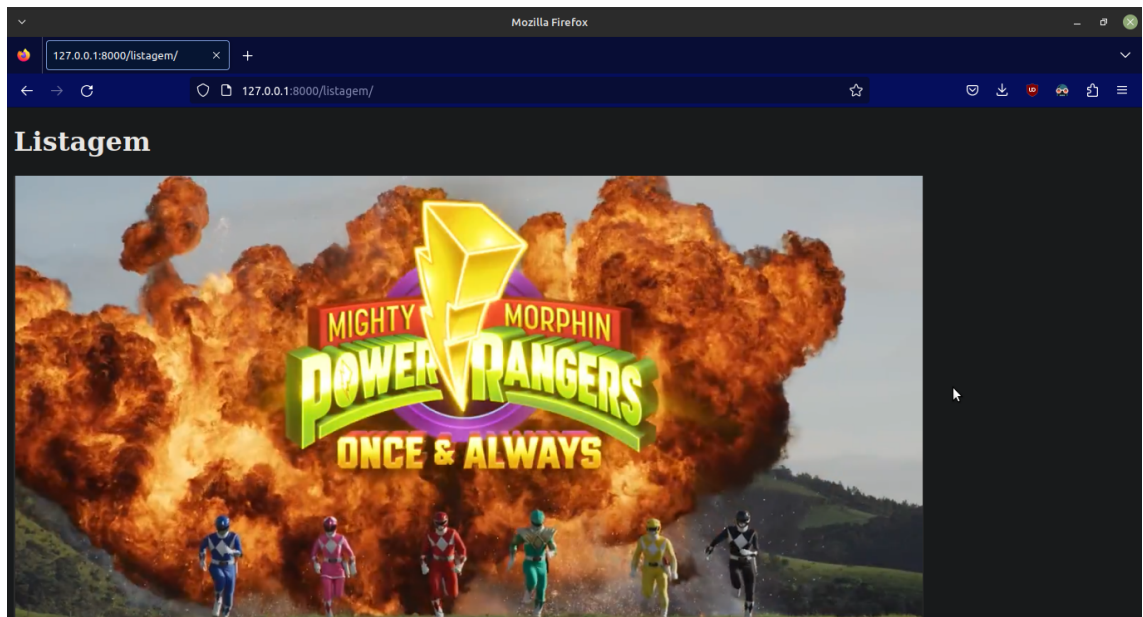 Mozilla Firefox
127.0.0.1:8000/listagem/
127.0.0.1:8000/listagem/
Listagem
MIGHTY MORPHIN
POWER RANGERS
ONCE & ALWAYS